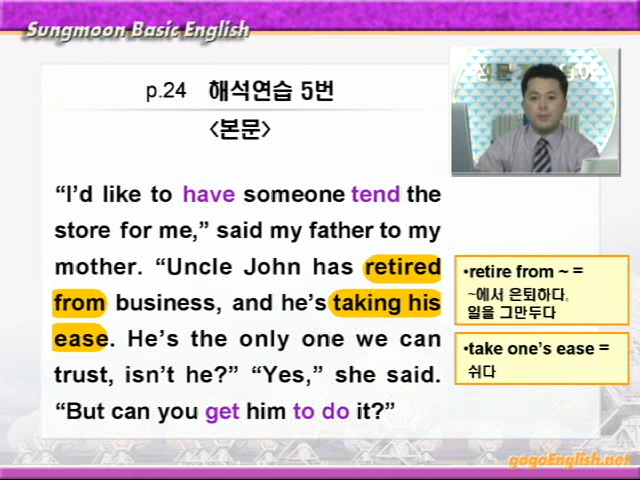 Sungmoon Basic English
p.24 해석연습 5번
<본문>
“I’d like to have someone tend the
store for me,” said my father to my
mother. “Uncle John has retired
from business, and he’s taking his
ease. He’s the only one we can
trust, isn’t he?” “Yes,” she said.
“But can you get him to do it?”
•retire from ~ =
~에서 은퇴하다,
일을 그만두다
•take one’s ease =
쉬다
gogoEnglish.net